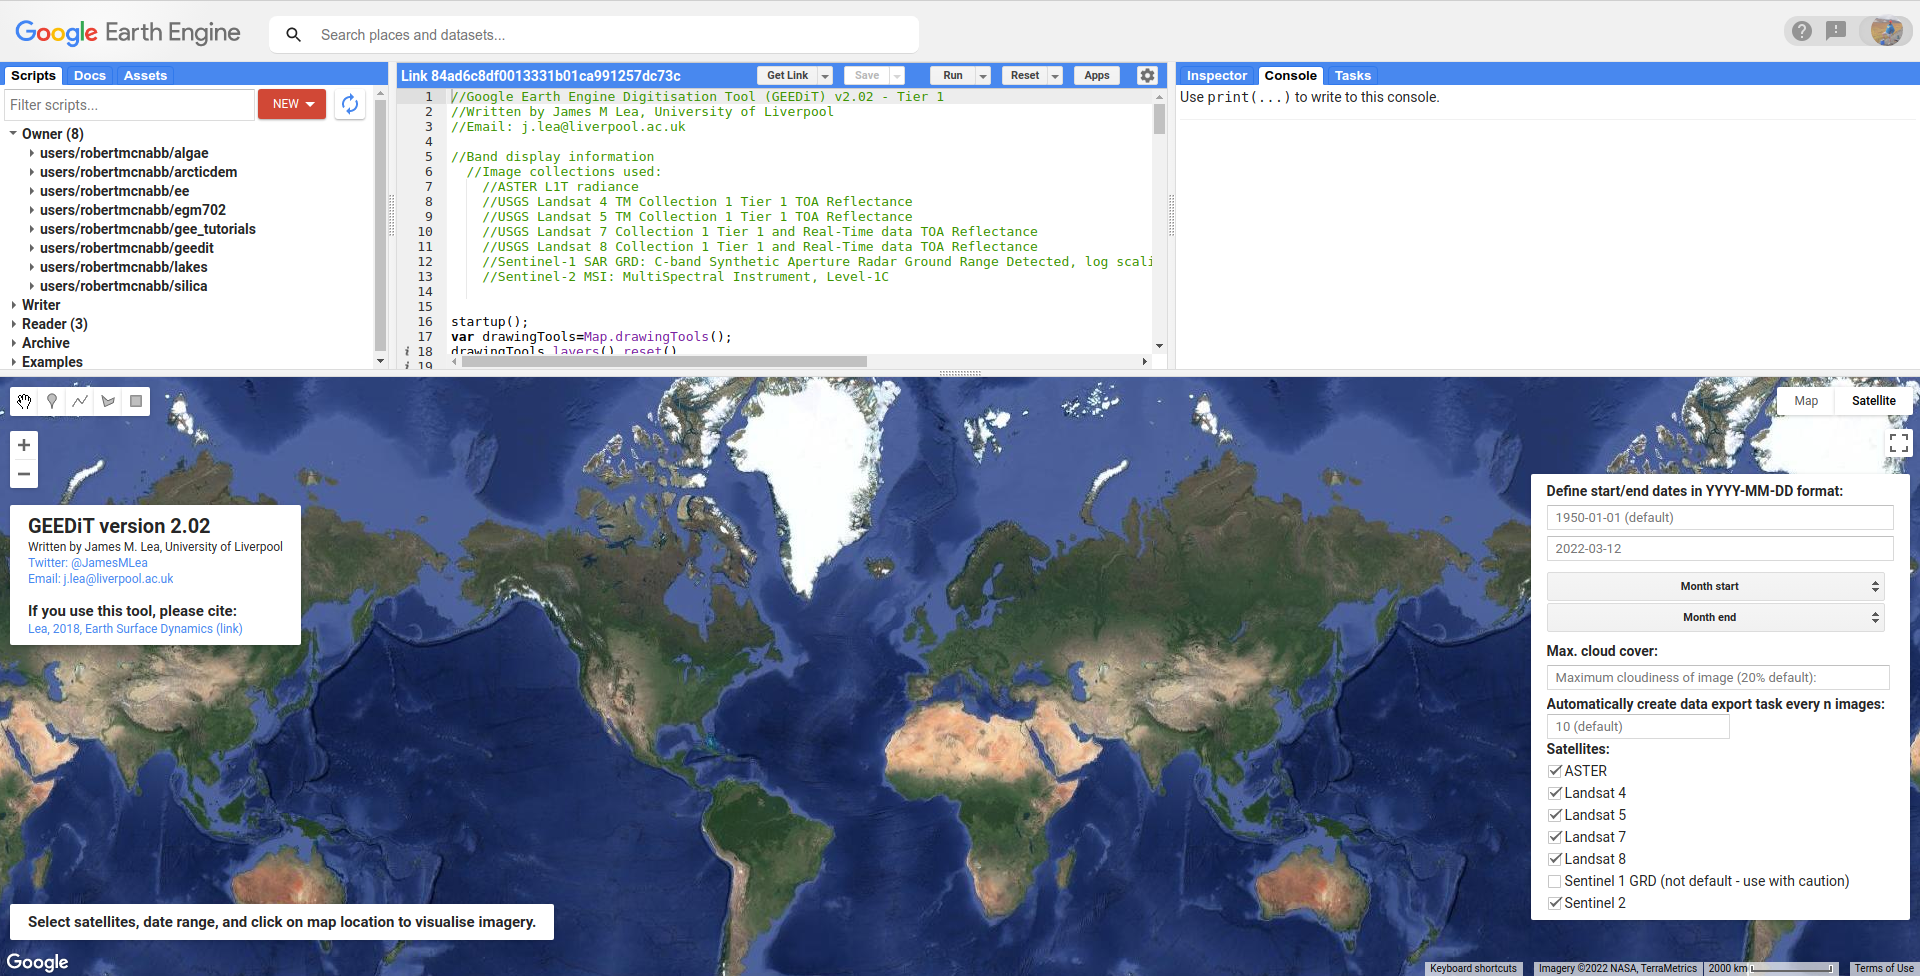 Google Earth Engine
Search places and datasets...
Scripts Docs Assets
Filter scripts...
NEW
Owner (8)
users/robertmcnabb/algae
users/robertmcnabb/arcticdem
users/robertmcnabb/ee
users/robertmcnabb/egm702
users/robertmcnabb/gee_tutorials
users/robertmcnabb/geedit
users/robertmcnabb/lakes
users/robertmcnabb/silica
Writer
Reader (3)
Archive
Examples
Link 84ad6c8df0013331b01ca991257dc73c
Get Link Save Run Reset Apps
1 //Google Earth Engine Digitisation Tool (GEEDiT) v2.02 - Tier 1
2 //Written by James M Lea, University of Liverpool
3 //Email: j.lea@liverpool.ac.uk
4
5 //Band display information
6 //Image collections used:
7 //ASTER L1T radiance
8 //USGS Landsat 4 TM Collection 1 Tier 1 TOA Reflectance
9 //USGS Landsat 5 TM Collection 1 Tier 1 TOA Reflectance
10 //USGS Landsat 7 Collection 1 Tier 1 and Real-Time data TOA Reflectance
11 //USGS Landsat 8 Collection 1 Tier 1 and Real-Time data TOA Reflectance
12 //Sentinel-1 SAR GRD: C-band Synthetic Aperture Radar Ground Range Detected, log scali
13 //Sentinel-2 MSI: MultiSpectral Instrument, Level-1C
14
15
16 startup();
17 var drawingTools=Map.drawingTools();
i 18 drawingTools.layers().reset()
i 19
Inspector Console Tasks
Use print(...) to write to this console.
Map Satellite
GEEDiT version 2.02
Written by James M. Lea, University of Liverpool
Twitter: @JamesMLea
Email: j.lea@liverpool.ac.uk
If you use this tool, please cite:
Lea, 2018, Earth Surface Dynamics (link)
Define start/end dates in YYYY-MM-DD format:
1950-01-01 (default)
2022-03-12
Month start
Month end
Max. cloud cover:
Maximum cloudiness of image (20% default):
Automatically create data export task every n images:
10 (default)
Satellites:
ASTER
Landsat 4
Landsat 5
Landsat 7
Landsat 8
Sentinel 1 GRD (not default - use with caution)
Sentinel 2
Select satellites, date range, and click on map location to visualise imagery.
Google
Keyboard shortcuts Imagery ©2022 NASA, TerraMetrics 2000 km Terms of Use